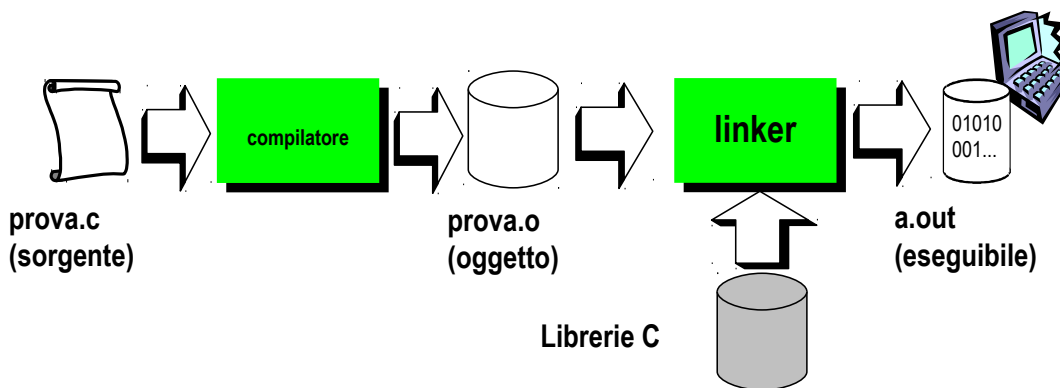 compilatore
linker
01010
001...
prova.c
(sorgente)
prova.o
(oggetto)
a.out
(eseguibile)
Librerie C